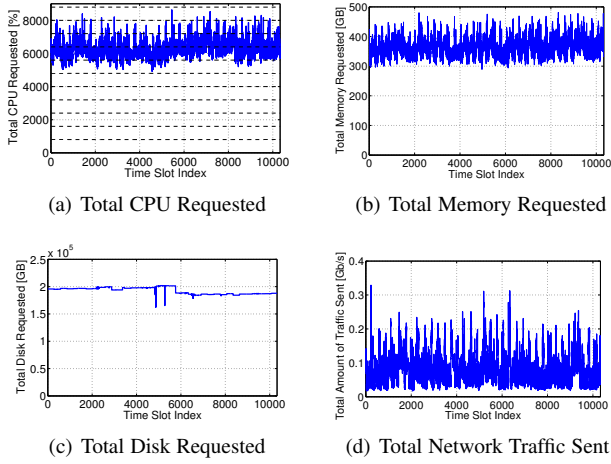 Total CPU Requested [%]
8000
6000
4000
2000
0
0 2000 4000 6000 8000 10000
Time Slot Index
(a) Total CPU Requested
Total Memory Requested [GB]
500
400
300
200
100
0
0 2000 4000 6000 8000 10000
Time Slot Index
(b) Total Memory Requested
Total Disk Requested [GB]
x 10^5
2.5
2
1.5
1
0.5
0
0 2000 4000 6000 8000 10000
Time Slot Index
(c) Total Disk Requested
Total Amount of Traffic Sent [Gb/s]
0.4
0.3
0.2
0.1
0
0 2000 4000 6000 8000 10000
Time Slot Index
(d) Total Network Traffic Sent